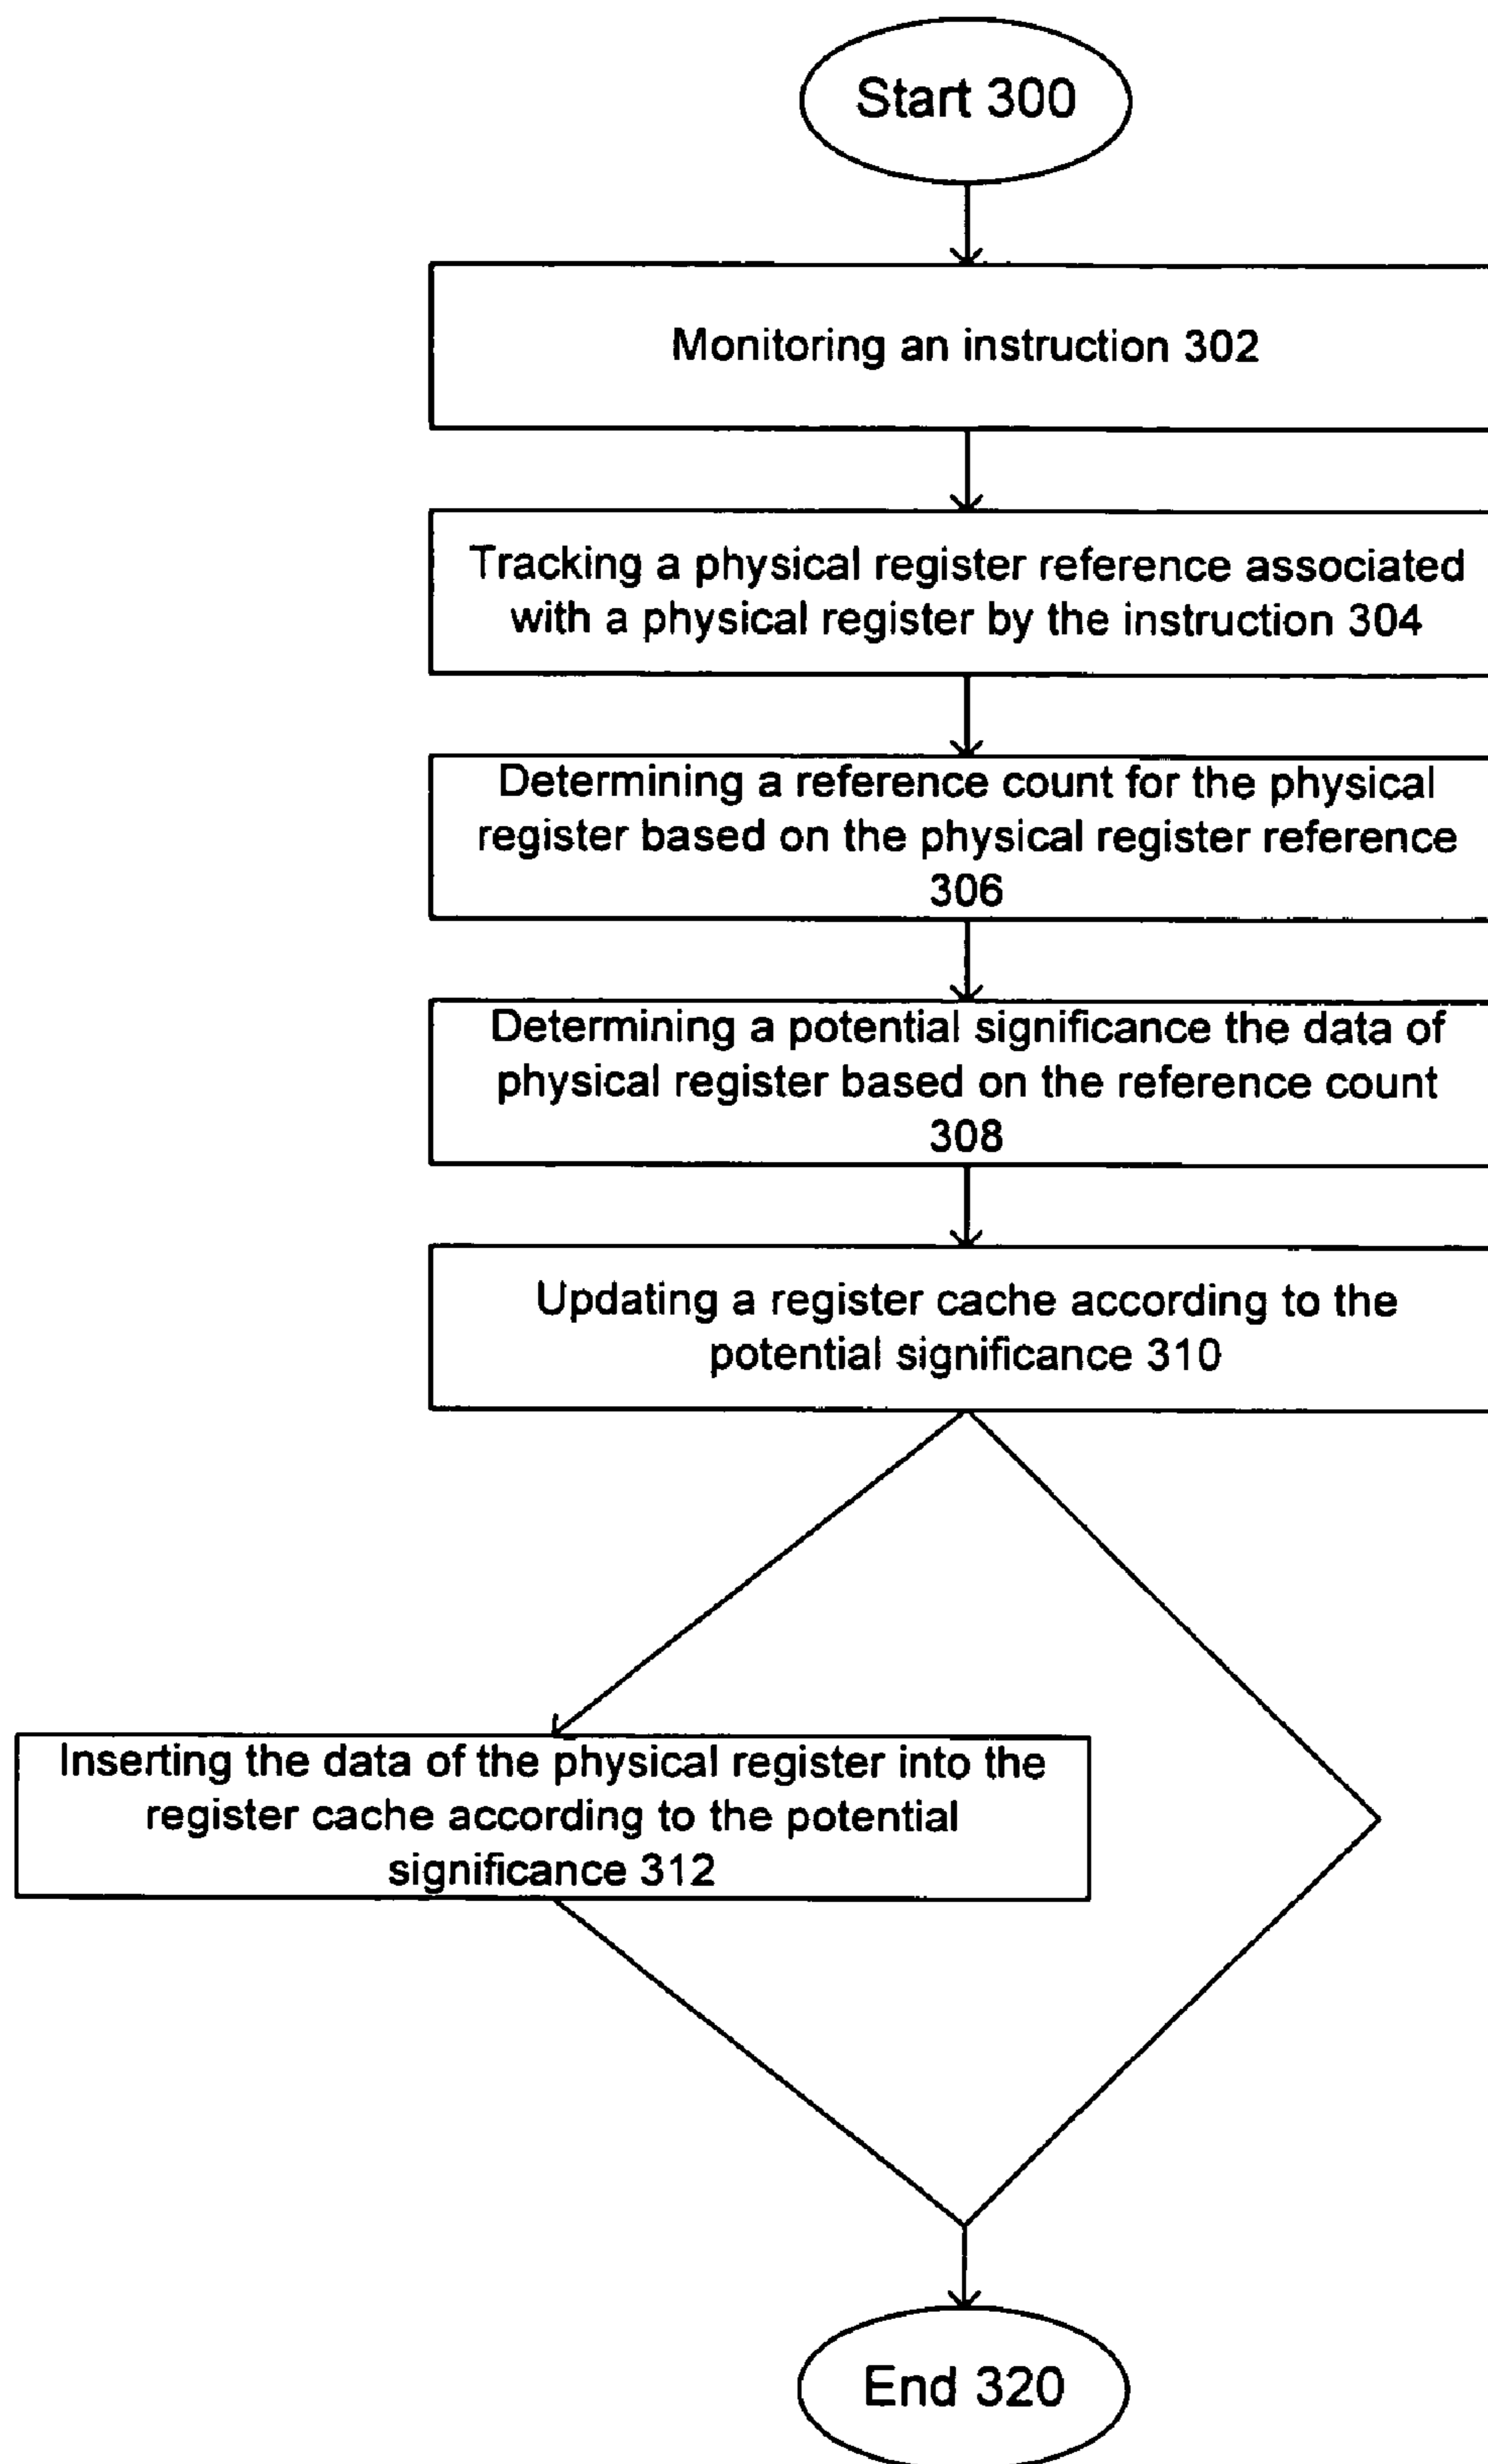 Start 300
Monitoring an instruction 302
Tracking a physical register reference associated
with a physical register by the instruction 304
Determining a reference count for the physical
register based on the physical register reference
306
Determining a potential significance the data of
physical register based on the reference count
308
Updating a register cache according to the
potential significance 310
Inserting the data of the physical register into the
register cache according to the potential
significance 312
End 320